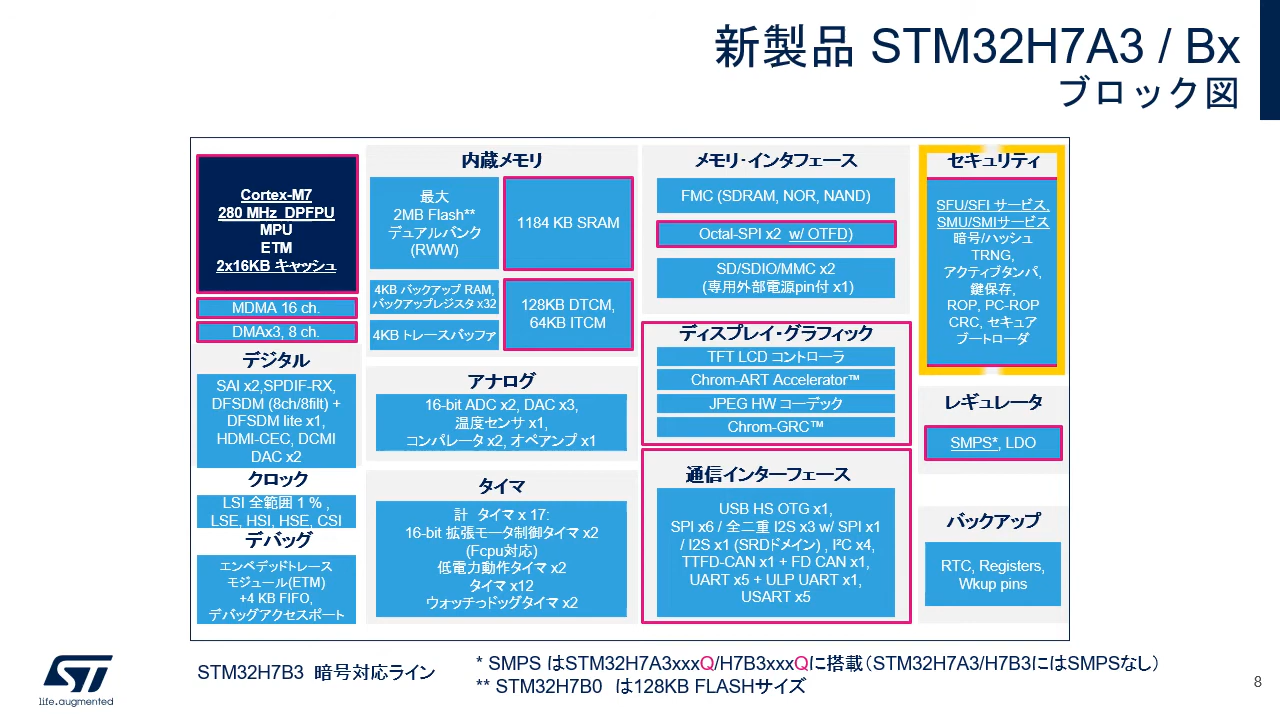 新製品 STM32H7A3 / Bx
ブロック図
Cortex-M7
280 MHz DPFPU
MPU
ETM
2x16KB キャッシュ
MDMA 16 ch.
DMAx3, 8 ch.
デジタル
SAI x2,SPDIF-RX,
DFSDM (8ch/8filt) +
DFSDM lite x1,
HDMI-CEC, DCMI
DAC x2
クロック
LSI 全範囲 1 % ,
LSE, HSI, HSE, CSI
デバッグ
エンベデッドトレース
モジュール(ETM)
+4 KB FIFO,
デバッグアクセスポート
内蔵メモリ
最大
2MB Flash**
デュアルバンク
(RWW)
1184 KB SRAM
4KB バックアップ RAM,
バックアップレジスタ x32
4KB トレースバッファ
128KB DTCM,
64KB ITCM
アナログ
16-bit ADC x2, DAC x3,
温度センサ x1,
コンパレータ x2, オペアンプ x1
タイマ
計 タイマ x 17:
16-bit 拡張モータ制御タイマ x2
(Fcpu対応)
低電力動作タイマ x2
タイマ x12
ウォッチっドッグタイマ x2
メモリ・インタフェース
FMC (SDRAM, NOR, NAND)
Octal-SPI x2 w/ OTFD)
SD/SDIO/MMC x2
(専用外部電源pin付 x1)
ディスプレイ・グラフィック
TFT LCD コントローラ
Chrom-ART Accelerator™
JPEG HW コーデック
Chrom-GRC™
通信インターフェース
USB HS OTG x1,
SPI x6 / 全二重 I2S x3 w/ SPI x1
/ I2S x1 (SRDドメイン) , I²C x4,
TTFD-CAN x1 + FD CAN x1,
UART x5 + ULP UART x1,
USART x5
セキュリティ
SFU/SFI サービス,
SMU/SMIサービス
暗号/ハッシュ
TRNG,
アクティブタンパ,
鍵保存,
ROP, PC-ROP
CRC, セキュア
ブートローダ
レギュレータ
SMPS*, LDO
バックアップ
RTC, Registers,
Wkup pins
STM32H7B3 暗号対応ライン
* SMPS はSTM32H7A3xxxQ/H7B3xxxQに搭載（STM32H7A3/H7B3にはSMPSなし）
** STM32H7B0 は128KB FLASHサイズ
ST
life.augmented
8